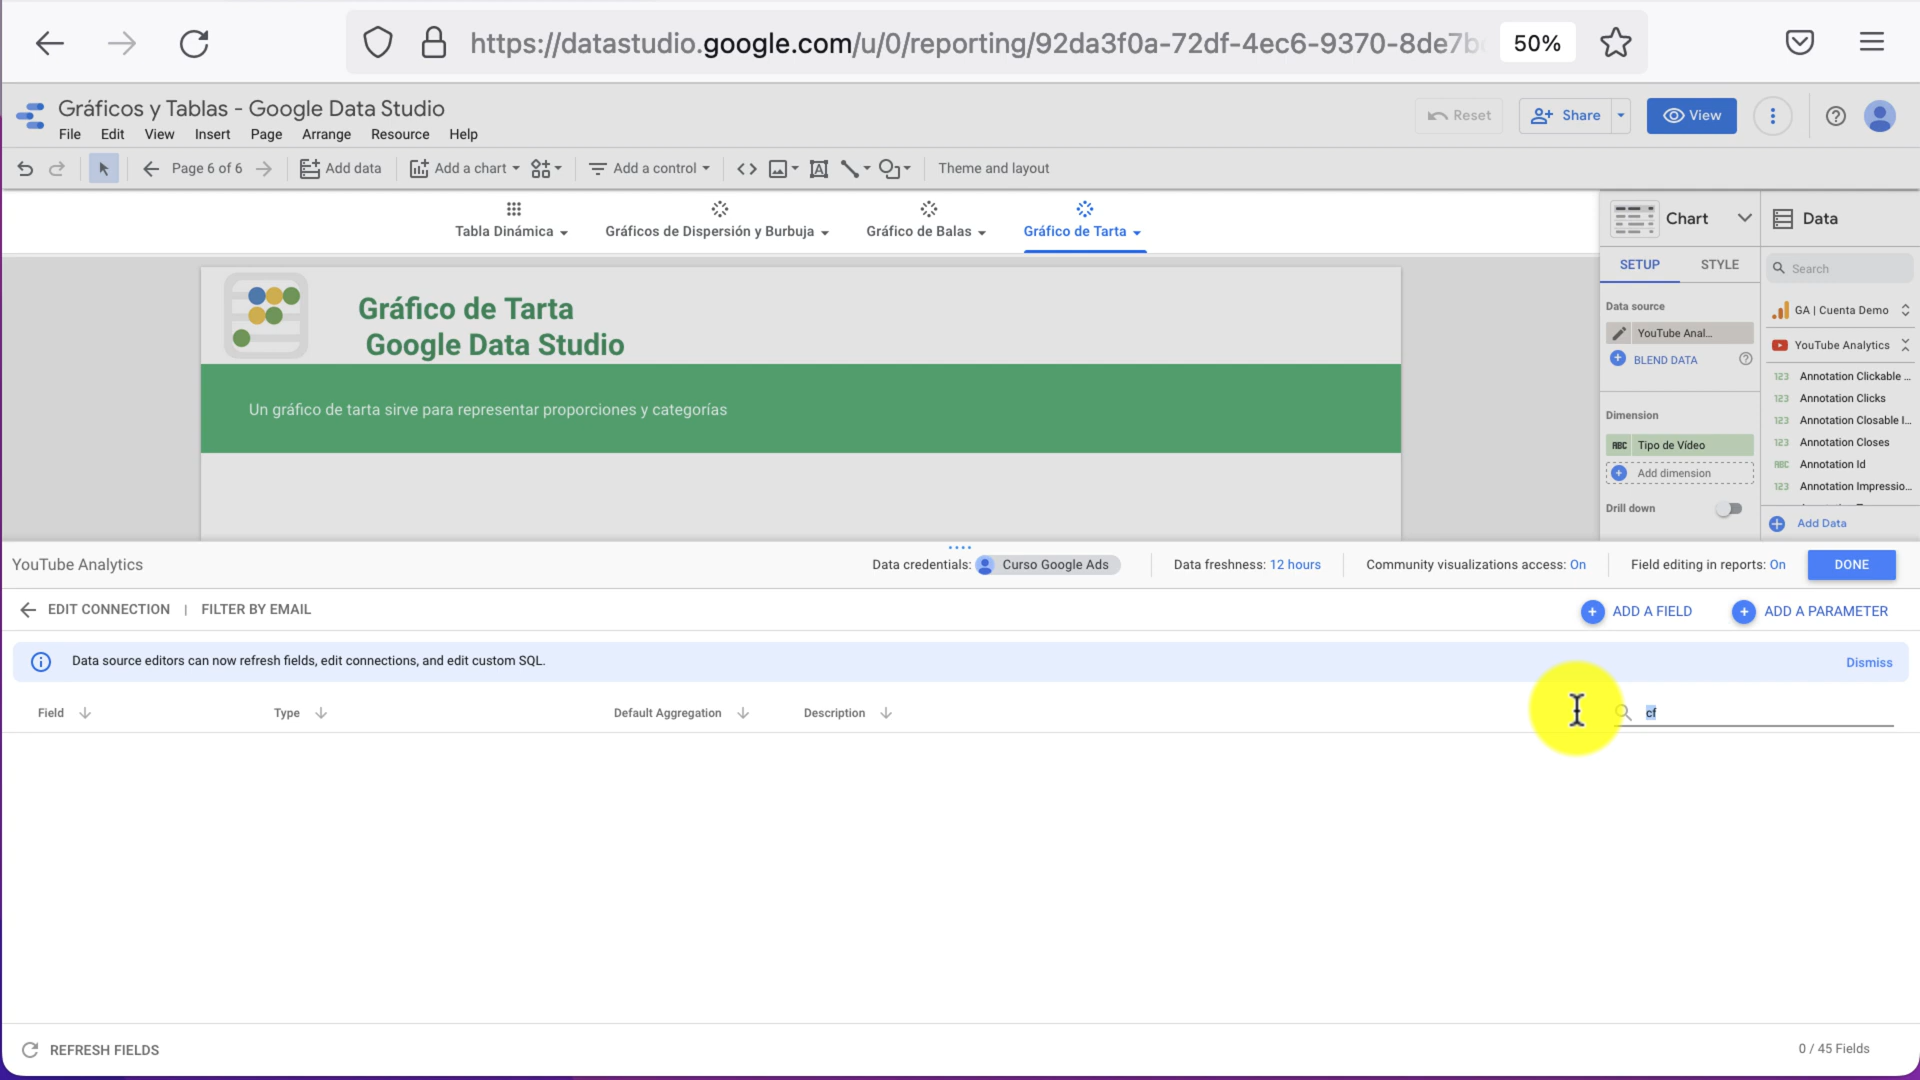 https://datastudio.google.com/u/0/reporting/92da3f0a-72df-4ec6-9370-8de7b
50%
Gráficos y Tablas - Google Data Studio
File Edit View Insert Page Arrange Resource Help
Reset Share View
Page 6 of 6 Add data Add a chart Add a control Theme and layout
Tabla Dinámica Gráficos de Dispersión y Burbuja Gráfico de Balas Gráfico de Tarta
Gráfico de Tarta
Google Data Studio
Un gráfico de tarta sirve para representar proporciones y categorías
Chart
SETUP STYLE
Data source
YouTube Anal...
BLEND DATA
Dimension
ABC Tipo de Vídeo
Add dimension
Drill down
Data
Search
GA | Cuenta Demo
YouTube Analytics
123 Annotation Clickable ...
123 Annotation Clicks
123 Annotation Closable I...
123 Annotation Closes
ABC Annotation Id
123 Annotation Impressio...
Add Data
YouTube Analytics
Data credentials: Curso Google Ads
Data freshness: 12 hours
Community visualizations access: On
Field editing in reports: On
DONE
EDIT CONNECTION | FILTER BY EMAIL
ADD A FIELD ADD A PARAMETER
Data source editors can now refresh fields, edit connections, and edit custom SQL.
Dismiss
Field Type Default Aggregation Description
cf
REFRESH FIELDS
0 / 45 Fields